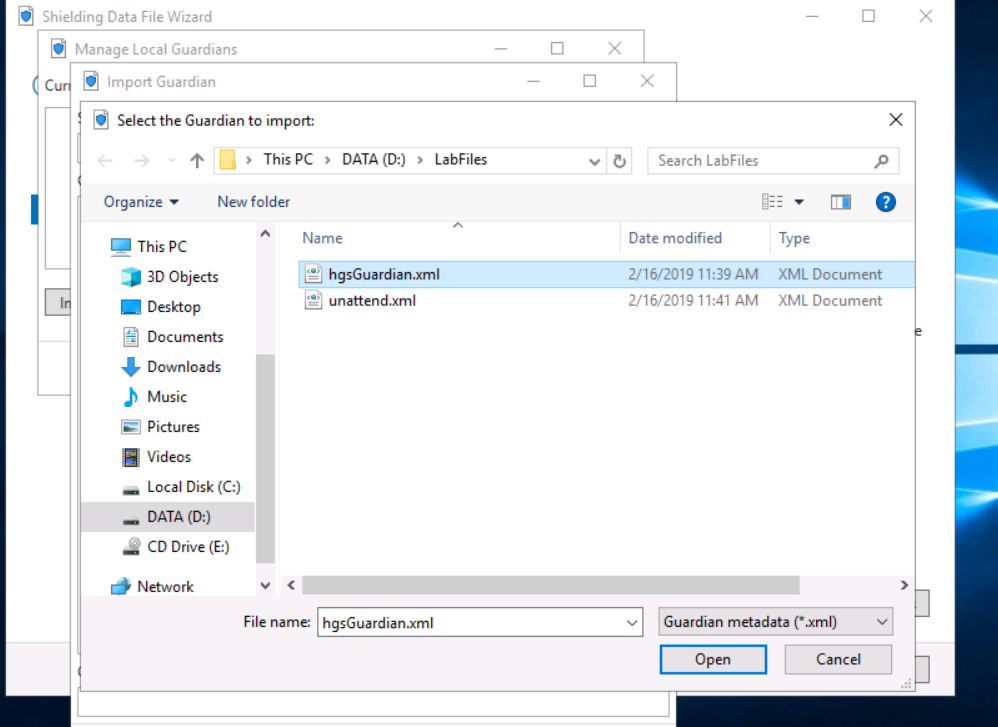 Shielding Data File Wizard
Manage Local Guardians
Import Guardian
Select the Guardian to import:
This PC > DATA (D:) > LabFiles
Search LabFiles
Organize
New folder
Name
Date modified
Type
This PC
3D Objects
Desktop
Documents
Downloads
Music
Pictures
Videos
Local Disk (C:)
DATA (D:)
CD Drive (E:)
Network
hgsGuardian.xml 2/16/2019 11:39 AM XML Document
unattend.xml 2/16/2019 11:41 AM XML Document
File name: hgsGuardian.xml
Guardian metadata (*.xml)
Open
Cancel